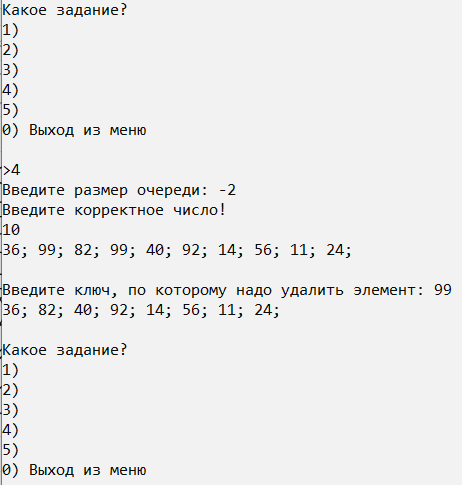 Какое задание?
1)
2)
3)
4)
5)
0) Выход из меню
>4
Введите размер очереди: -2
Введите корректное число!
10
36; 99; 82; 99; 40; 92; 14; 56; 11; 24;
Введите ключ, по которому надо удалить элемент: 99
36; 82; 40; 92; 14; 56; 11; 24;
Какое задание?
1)
2)
3)
4)
5)
0) Выход из меню